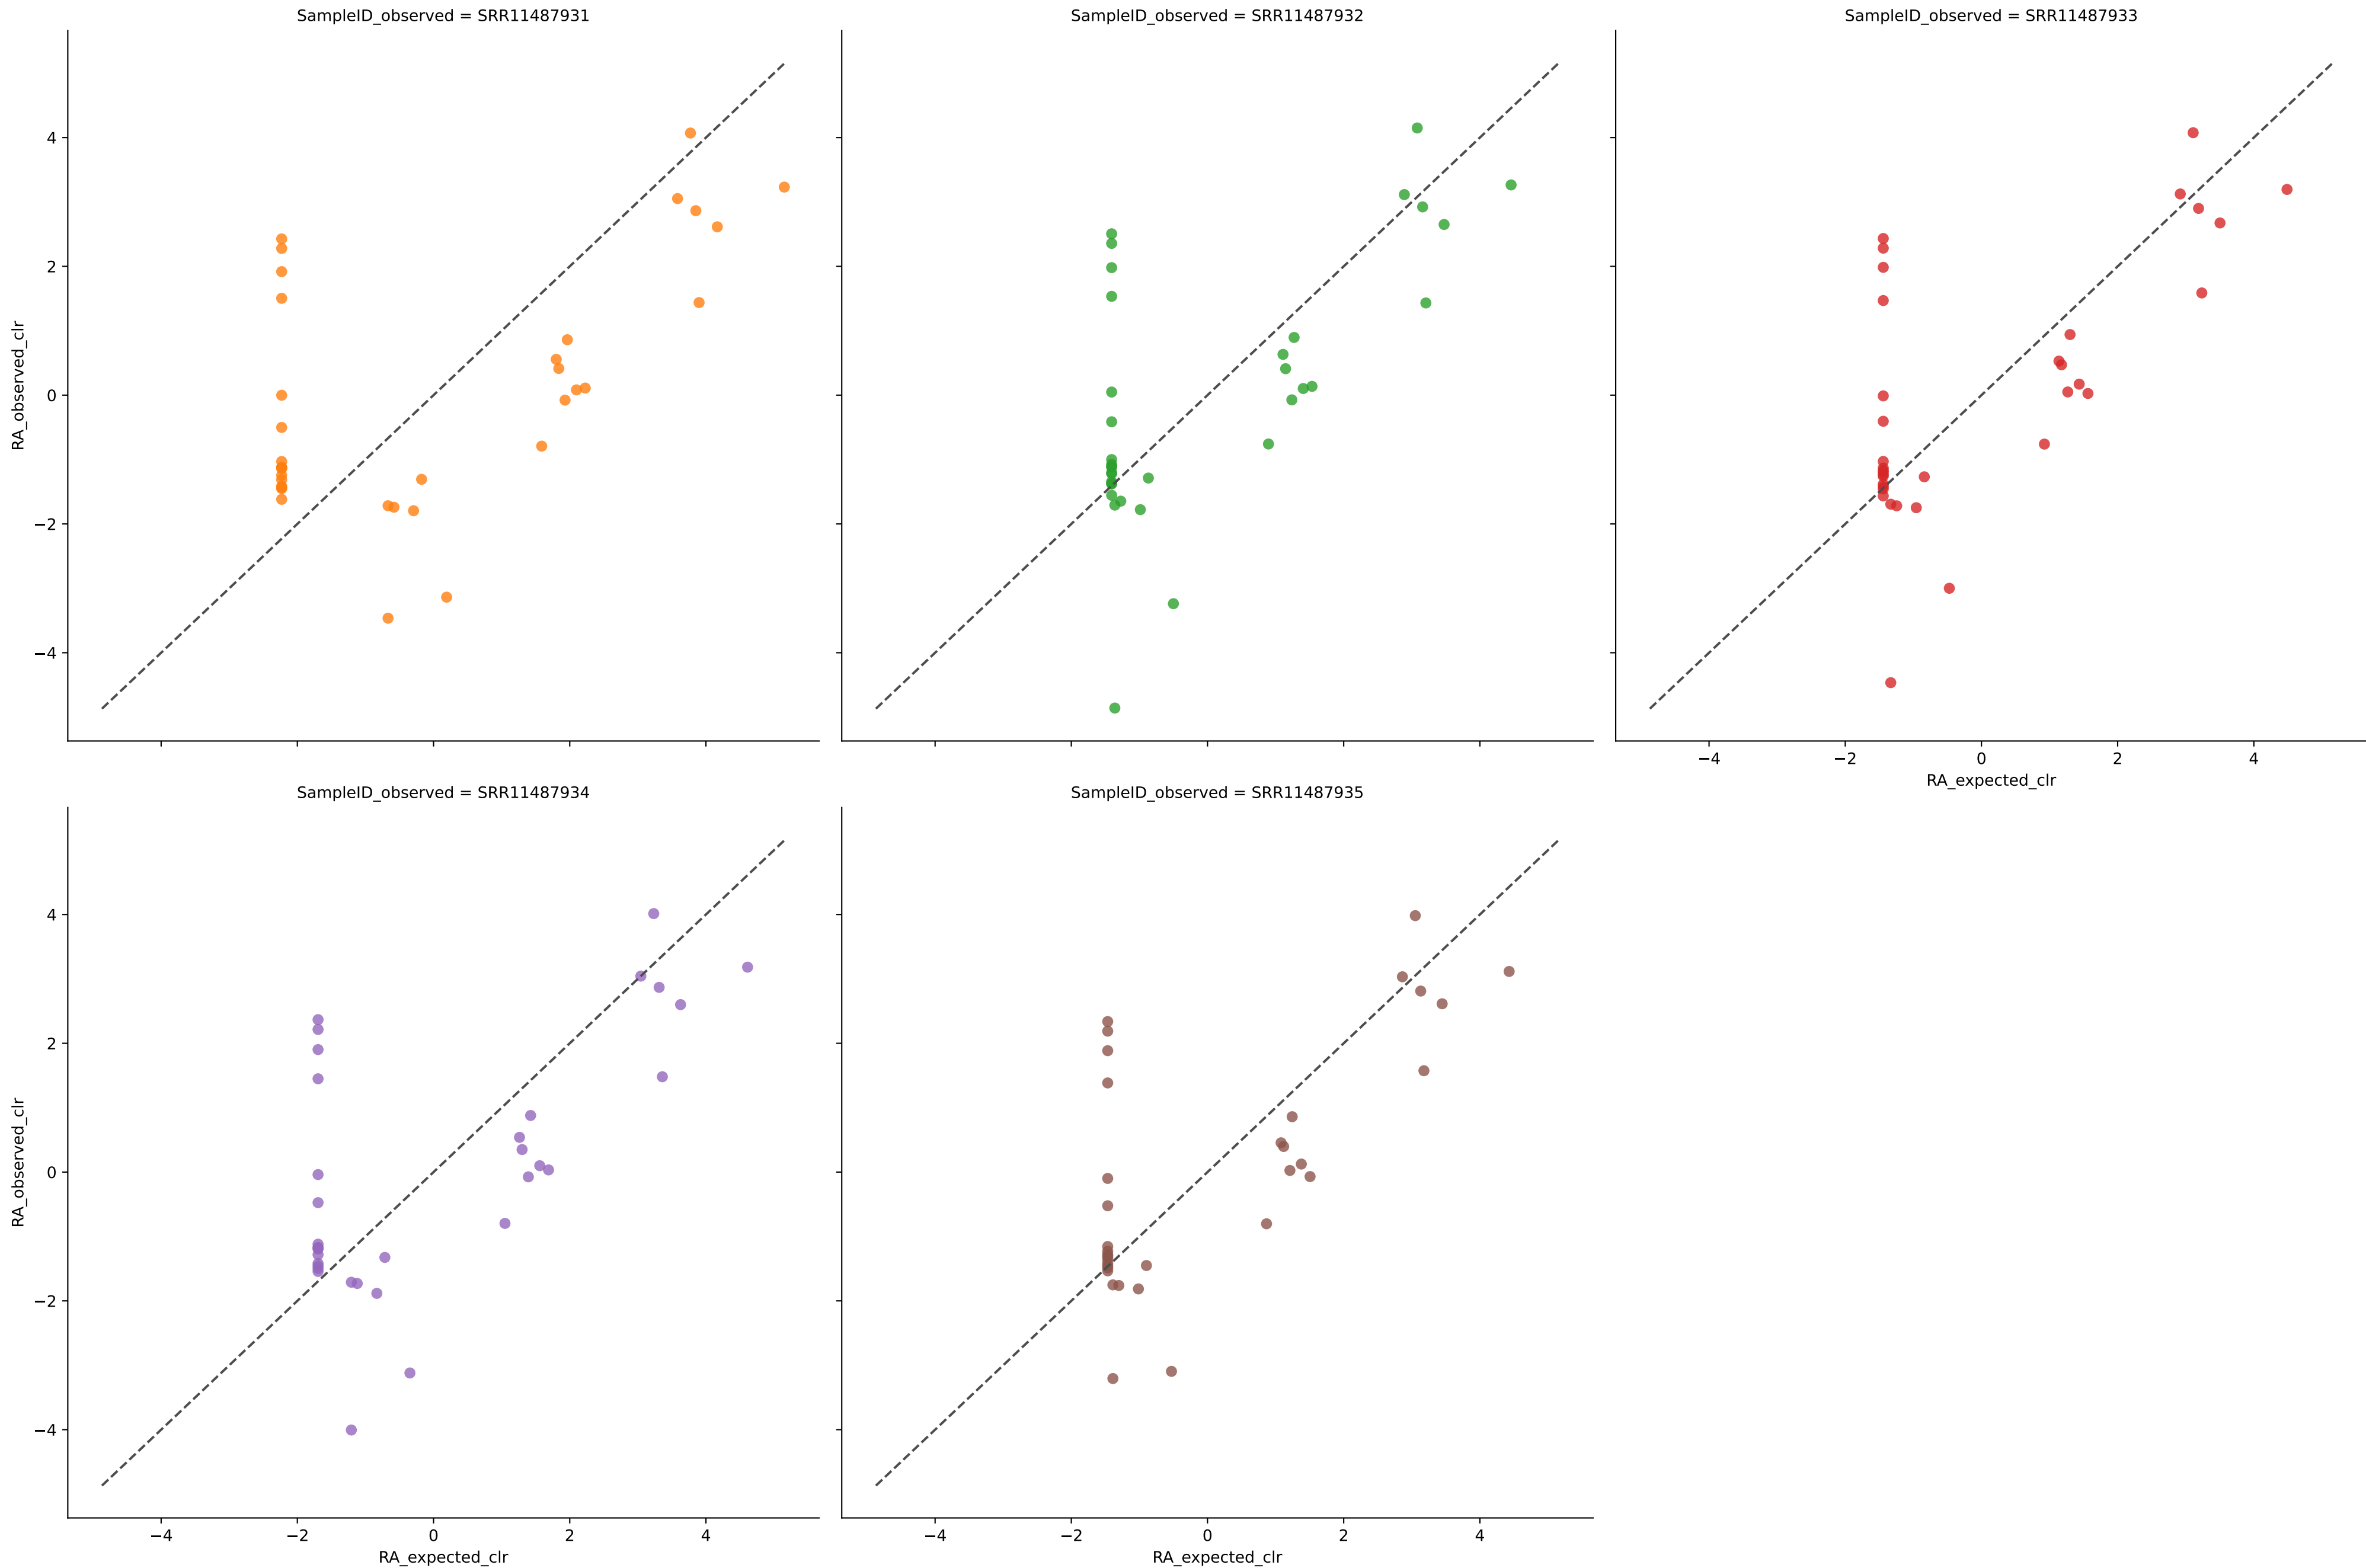 SampleID_observed = SRR11487931
SampleID_observed = SRR11487932
SampleID_observed = SRR11487933
4
2
0
−2
−4
RA_observed_clr
−4 −2 0 2 4
RA_expected_clr
SampleID_observed = SRR11487934
SampleID_observed = SRR11487935
4
2
0
−2
−4
RA_observed_clr
−4 −2 0 2 4
−4 −2 0 2 4
RA_expected_clr
RA_expected_clr